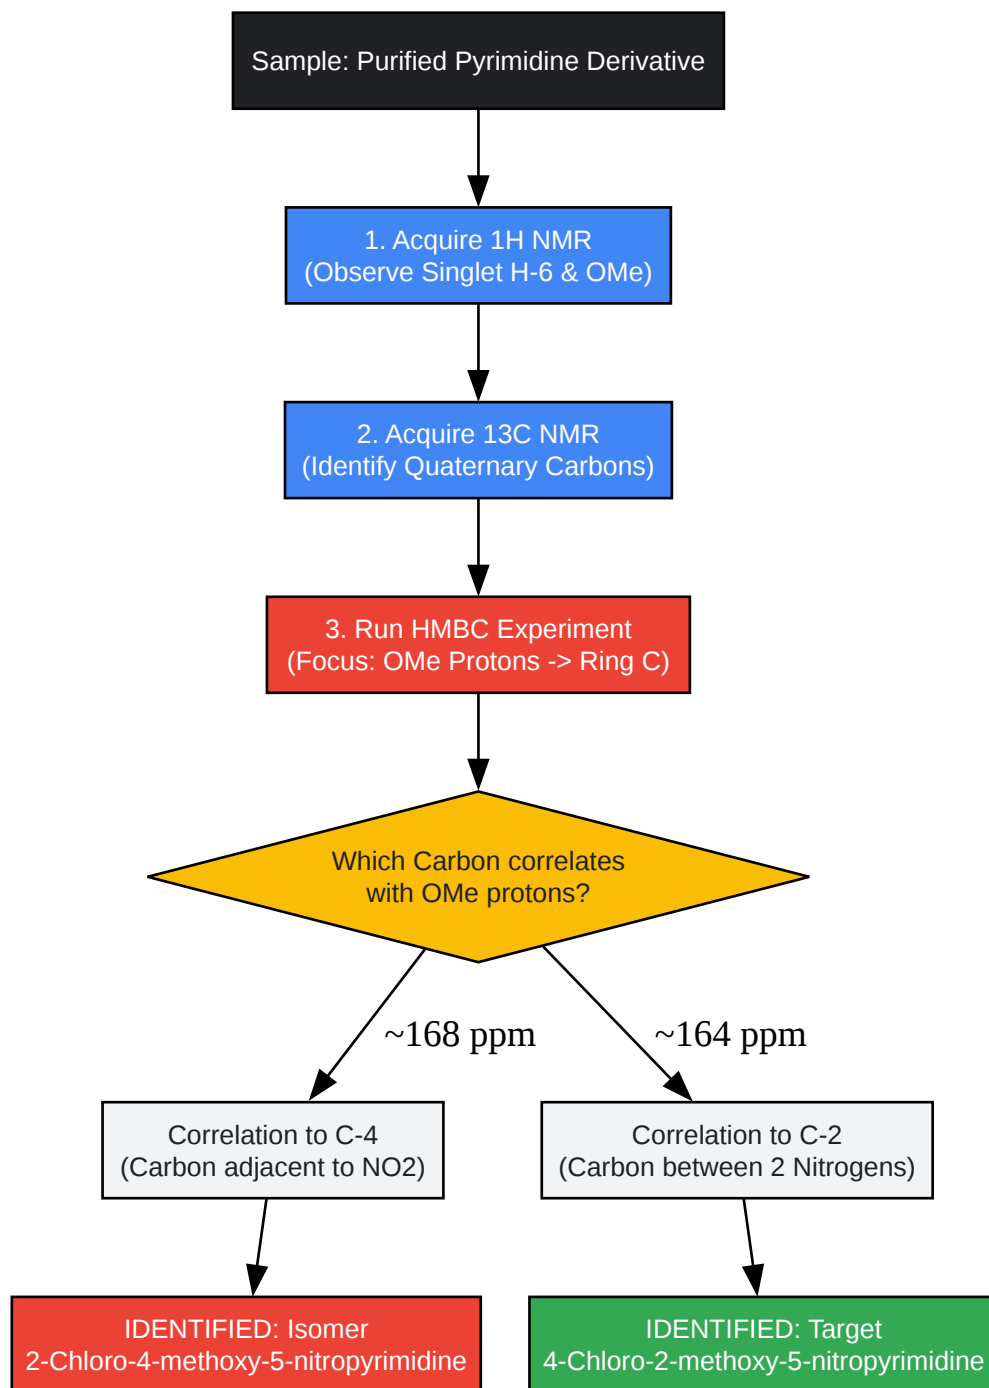 Sample: Purified Pyrimidine Derivative
1. Acquire 1H NMR
(Observe Singlet H-6 & OMe)
2. Acquire 13C NMR
(Identify Quaternary Carbons)
3. Run HMBC Experiment
(Focus: OMe Protons -> Ring C)
Which Carbon correlates
with OMe protons?
~168 ppm
~164 ppm
Correlation to C-4
(Carbon adjacent to NO2)
Correlation to C-2
(Carbon between 2 Nitrogens)
IDENTIFIED: Isomer
2-Chloro-4-methoxy-5-nitropyrimidine
IDENTIFIED: Target
4-Chloro-2-methoxy-5-nitropyrimidine